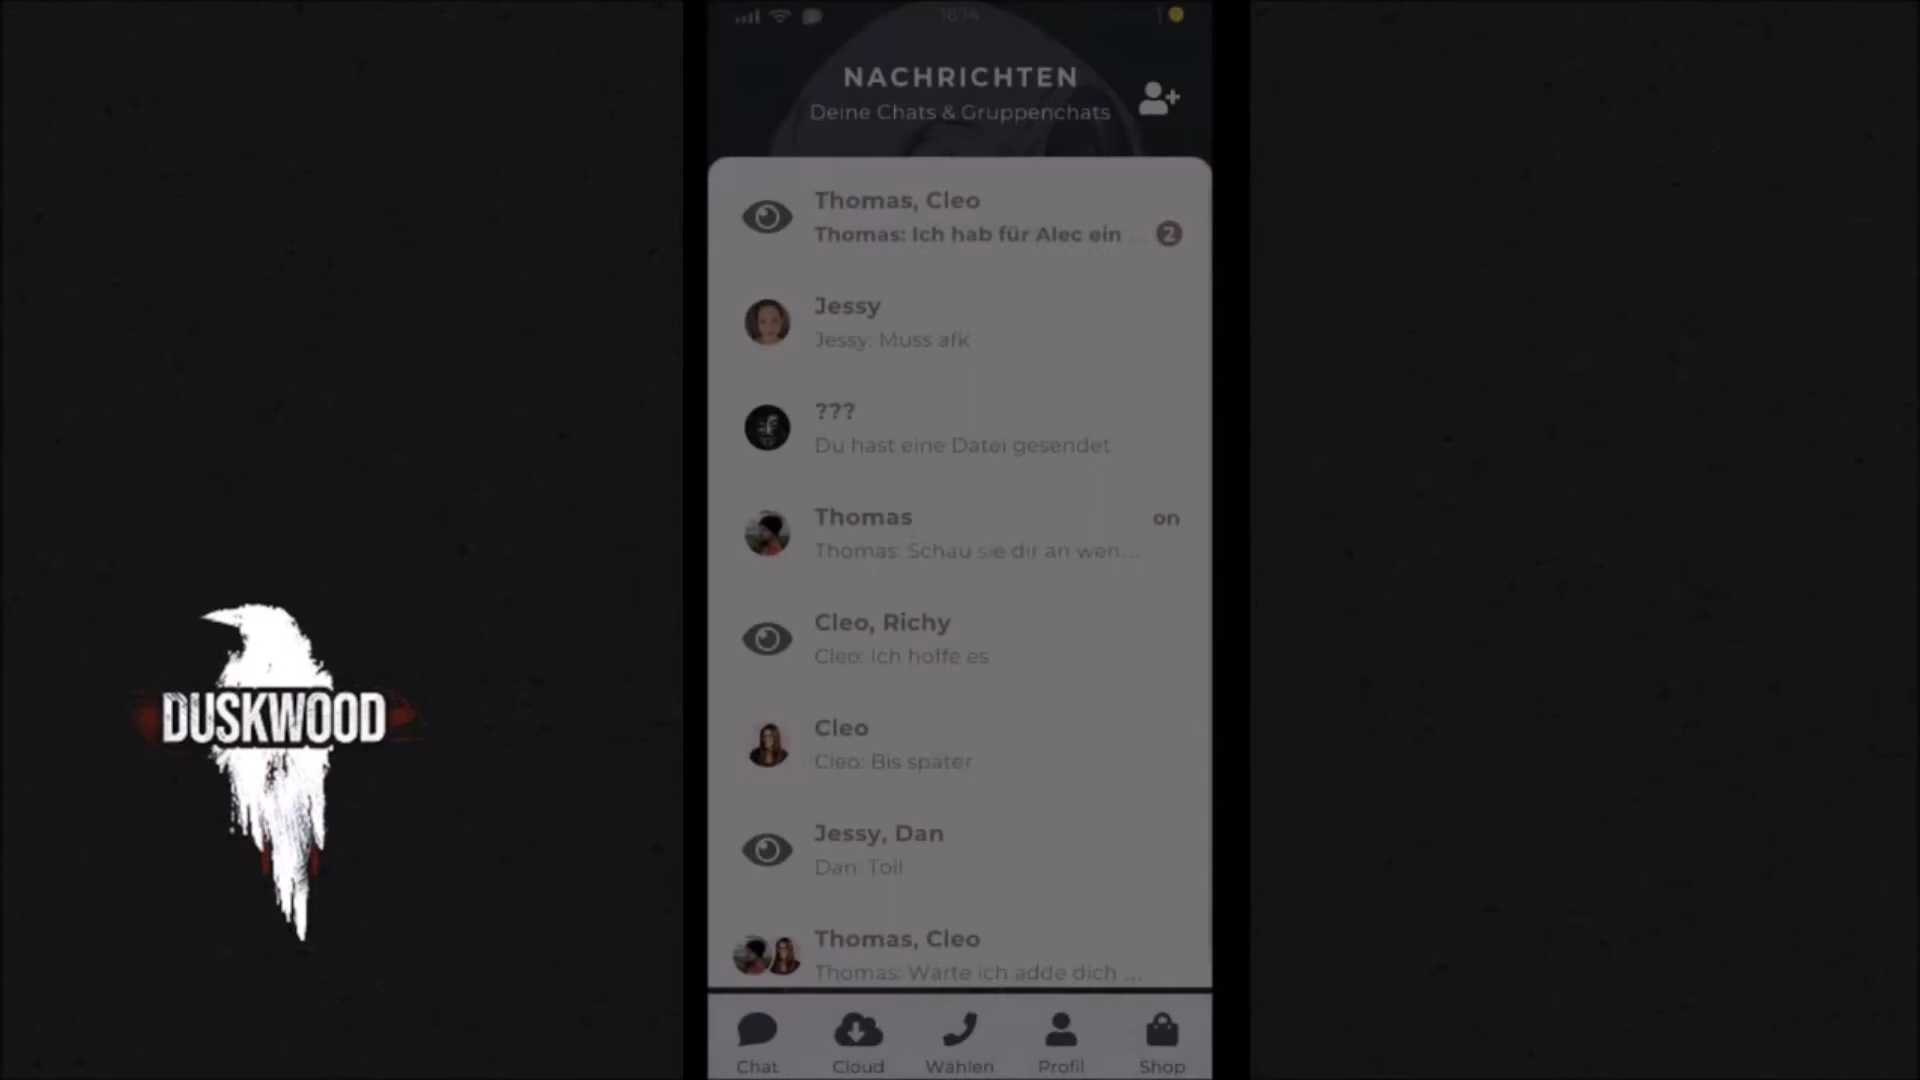 NACHRICHTEN
Deine Chats & Gruppenchats
Thomas, Cleo
Thomas: Ich hab für Alec ein ...
2
Jessy
Jessy: Muss afk
???
Du hast eine Datei gesendet
Thomas
on
Thomas: Schau sie dir an wen...
Cleo, Richy
Cleo: Ich hoffe es
Cleo
Cleo: Bis später
Jessy, Dan
Dan: Toll
Thomas, Cleo
Thomas: Warte ich adde dich ...
Chat
Cloud
Wählen
Profil
Shop
DUSKWOOD